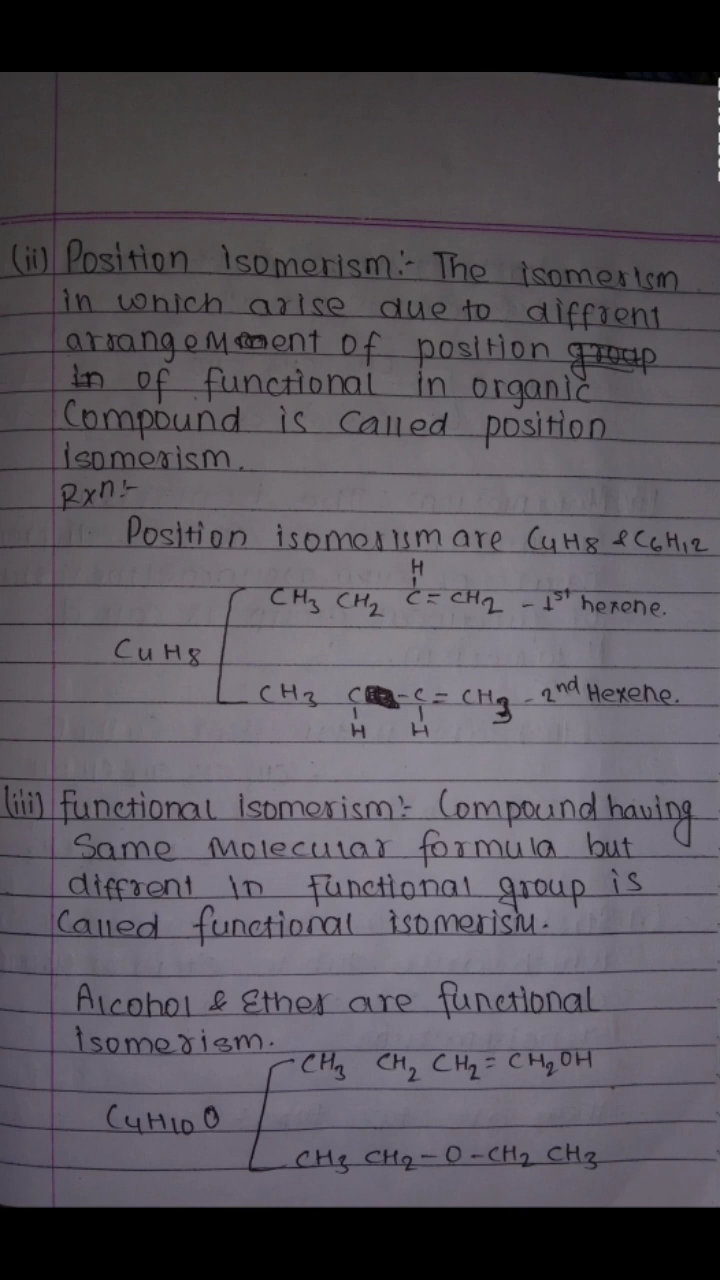 (ii) Position isomerism:- The isomerism
in which arise due to diffrent
arrangement of position group
in of functional in organic
Compound is called position
isomerism.
Rxn:-
Position isomerism are C4H8 & C6H12
H
CH3 CH2 C = CH2 - 1st hexene.
C4H8
CH3 C -C = CH3 - 2nd Hexene.
H H
(iii) functional isomerism:- Compound having
Same Molecular formula but
diffrent in functional group is
Called functional isomerism.
Alcohol & Ether are functional
isomerism.
CH3 CH2 CH2 = CH2OH
C4H10O
CH3 CH2 - O - CH2 CH3